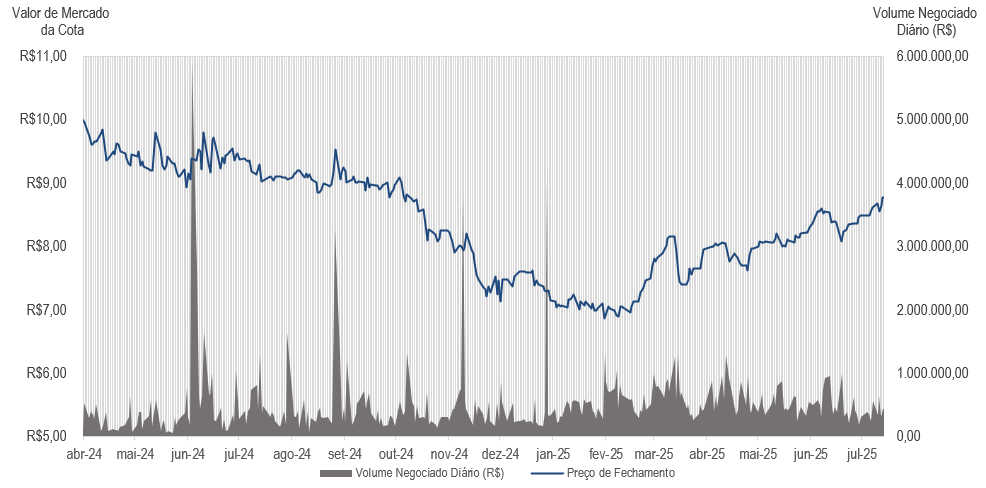 Valor de Mercado
da Cota
Volume Negociado
Diário (R$)
R$11,00
R$10,00
R$9,00
R$8,00
R$7,00
R$6,00
R$5,00
6.000.000,00
5.000.000,00
4.000.000,00
3.000.000,00
2.000.000,00
1.000.000,00
0,00
abr-24 mai-24 jun-24 jul-24 ago-24 set-24 out-24 nov-24 dez-24 jan-25 fev-25 mar-25 abr-25 mai-25 jun-25 jul-25
Volume Negociado Diário (R$) Preço de Fechamento